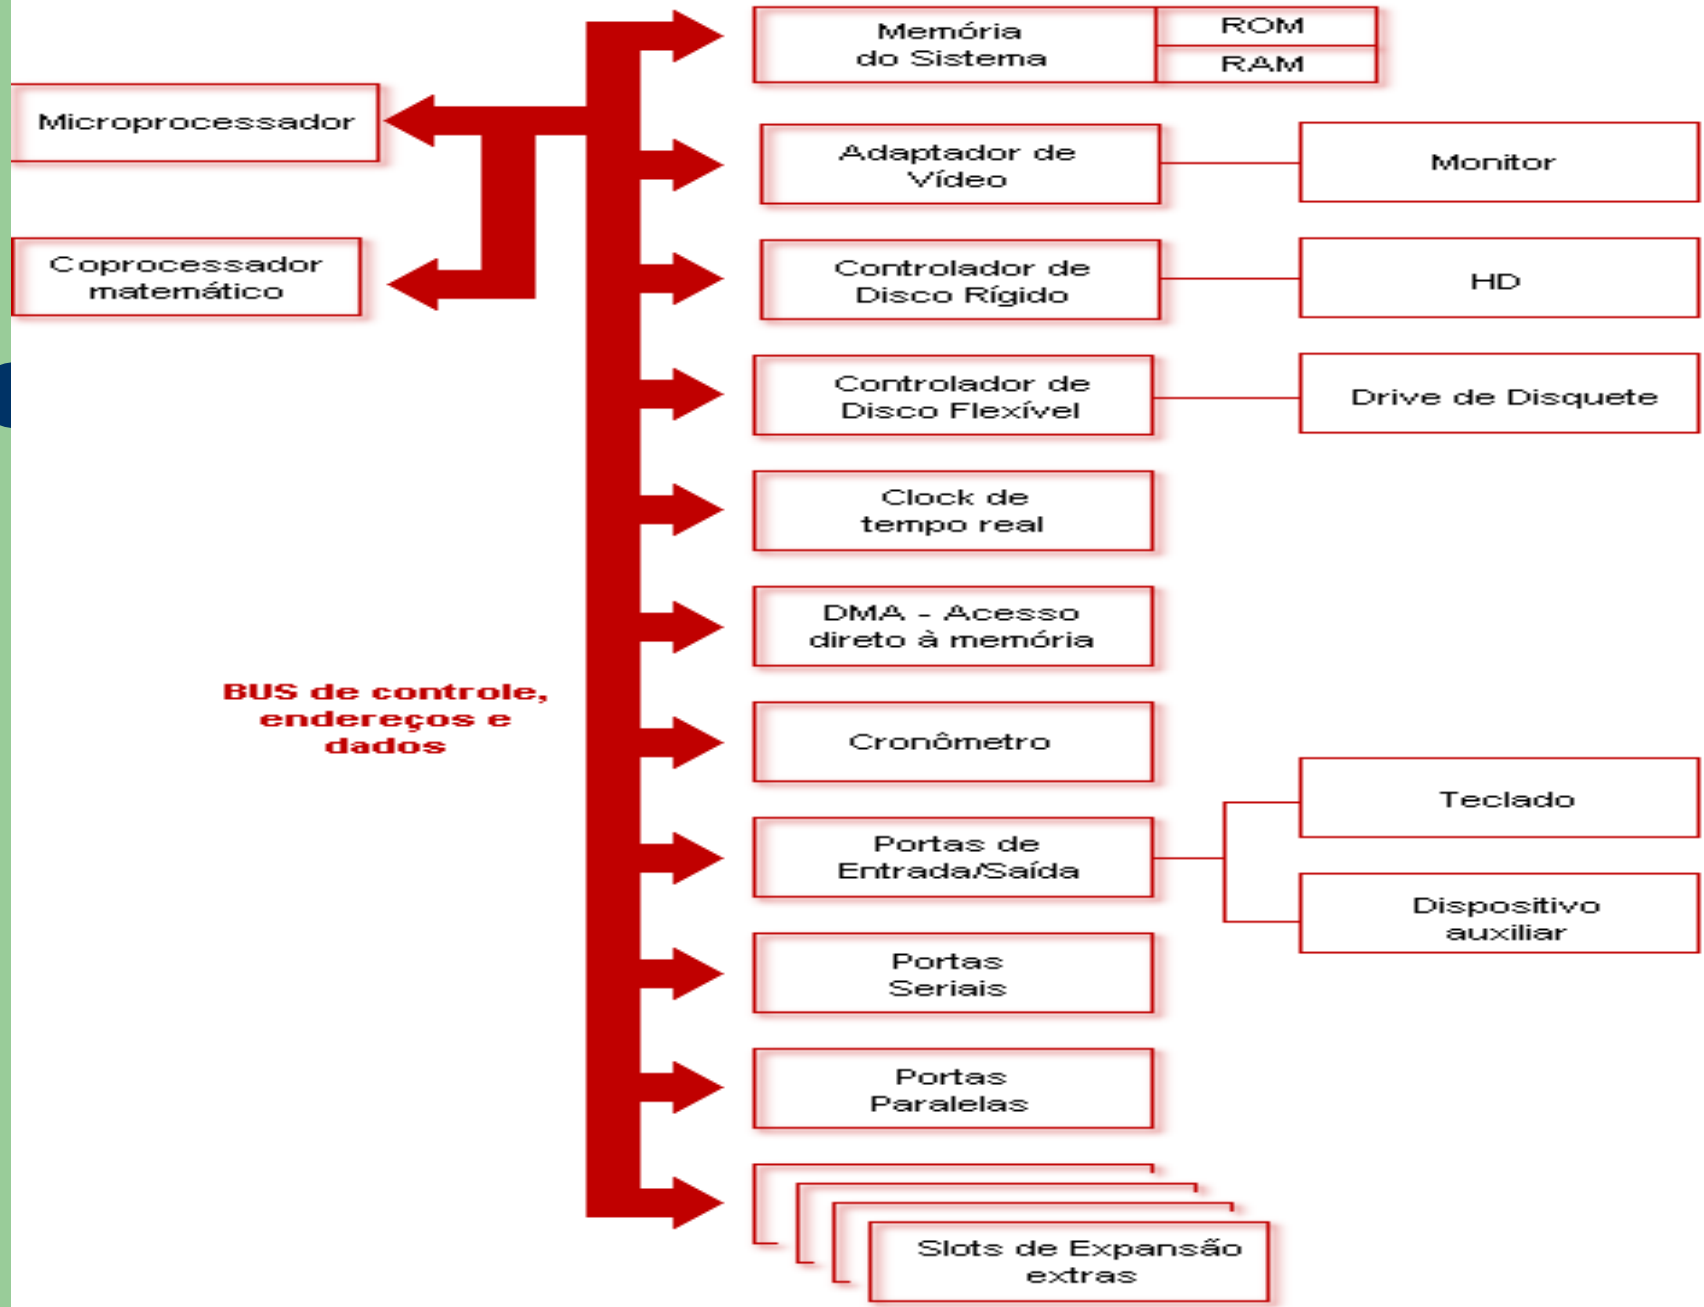 Memória
do Sistema
ROM
RAM
Microprocessador
Adaptador de
Vídeo
Monitor
Coprocessador
matemático
Controlador de
Disco Rígido
HD
Controlador de
Disco Flexível
Drive de Disquete
Clock de
tempo real
DMA - Acesso
direto à memória
BUS de controle,
endereços e
dados
Cronômetro
Teclado
Portas de
Entrada/Saída
Dispositivo
auxiliar
Portas
Seriais
Portas
Paralelas
Slots de Expansão
extras